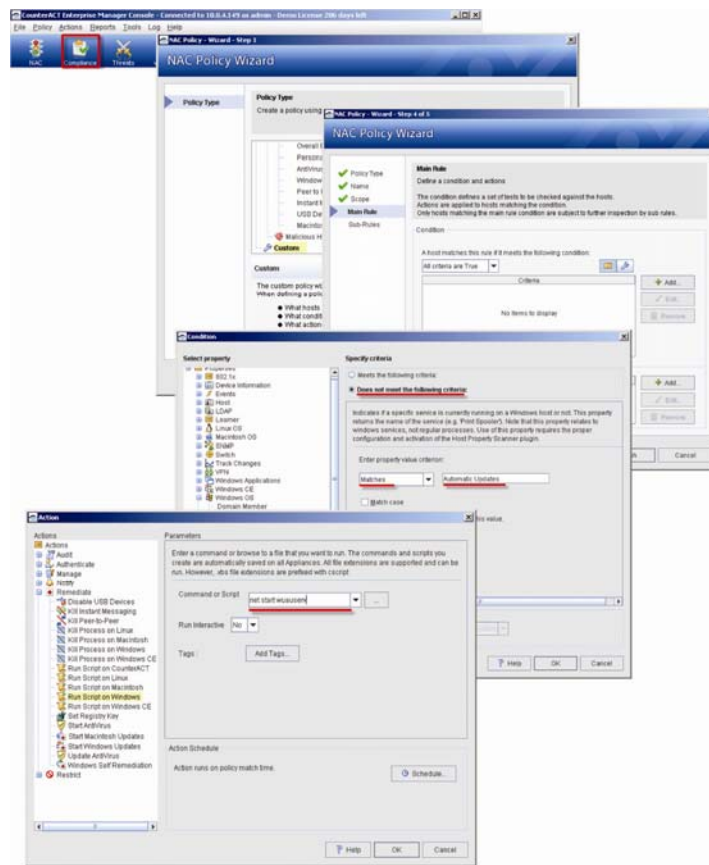 CounterACT Enterprise Manager Console - Connected to 10.0.4.149 as admin - Demo License 206 days left
File Policy Actions Reports Tools Log Help
NAC
Compliance
Threats
NAC Policy - Wizard - Step 1
NAC Policy Wizard
Policy Type
Policy Type
Create a policy using
Overall
Persona
AntiVirus
Window
Peer to
Instant
USB De
Macinto
Malicious H
Custom
Custom
The custom policy
When defining a
What hosts
What condit
What action
NAC Policy - Wizard - Step 4 of 5
NAC Policy Wizard
Policy Type
Name
Scope
Main Rule
Sub-Rules
Main Rule
Define a condition and actions
The condition defines a set of tests to be checked against the hosts.
Actions are applied to hosts matching the condition.
Only hosts matching the main rule condition are subject to further inspection by sub rules.
Condition
A host matches this rule if it meets the following condition:
All criteria are True
Criteria
No items to display
Add...
Edit...
Remove
Add...
Edit...
Remove
Cancel
Condition
Select property
Properties
802.1x
Device Information
Events
Host
LDAP
Learner
Linux OS
Macintosh OS
SNMP
Switch
Track Changes
VPN
Windows Applications
Windows CE
Windows OS
Domain Member
Specify criteria
Meets the following criteria:
Does not meet the following criteria:
Indicates if a specific service is currently running on a Windows host or not. This property
returns the name of the service (e.g. 'Print Spooler'). Note that this property relates to
windows services, not regular processes. Use of this property requires the proper
configuration and activation of the Host Property Scanner plugin.
Enter property value criterion:
Matches
Automatic Updates
Match case
value.
Help
OK
Cancel
Action
Actions
Actions
Audit
Authenticate
Manage
Notify
Remediate
Disable USB Devices
Kill Instant Messaging
Kill Peer-to-Peer
Kill Process on Linux
Kill Process on Macintosh
Kill Process on Windows
Kill Process on Windows CE
Run Script on CounterACT
Run Script on Linux
Run Script on Macintosh
Run Script on Windows
Run Script on Windows CE
Set Registry Key
Start AntiVirus
Start Macintosh Updates
Start Windows Updates
Update AntiVirus
Windows Self Remediation
Restrict
Parameters
Enter a command or browse to a file that you want to run. The commands and scripts you
create are automatically saved on all Appliances. All file extensions are supported and can be
run. However, .vbs file extensions are prefixed with cscript
Command or Script
net start wuauserv
...
Run Interactive
No
Tags:
Add Tags...
Action Schedule
Action runs on policy match time.
Schedule...
Help
OK
Cancel